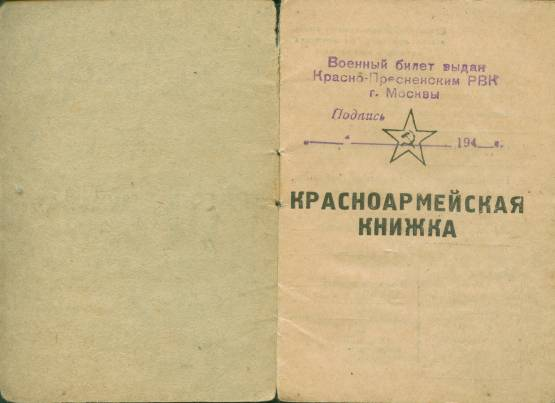 Военный билет выдан
Красно-Пресненским РВК
г. Москвы
Подпись
„ “ 194 г.
КРАСНОАРМЕЙСКАЯ
КНИЖКА